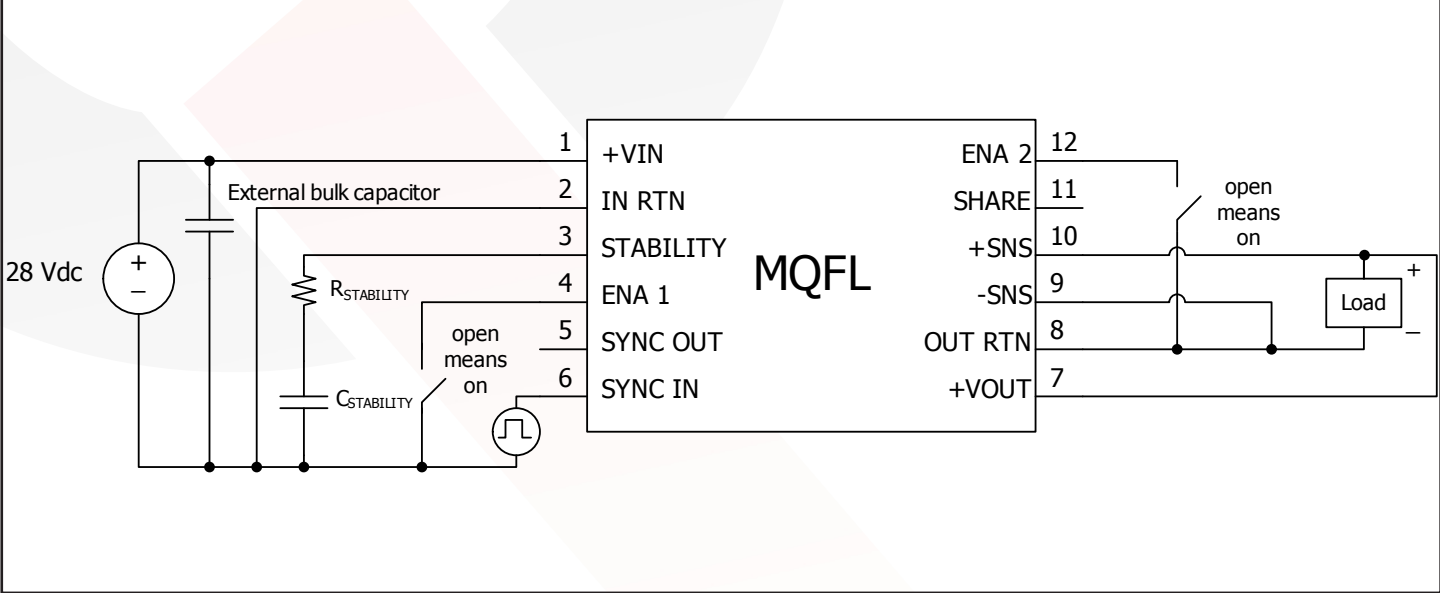 1
+VIN
External bulk capacitor
2
IN RTN
3
STABILITY
28 Vdc
+
−
RSTABILITY
4
ENA 1
open
means
on
5
SYNC OUT
CSTABILITY
6
SYNC IN
MQFL
ENA 2
12
SHARE
11
open
means
on
+SNS
10
-SNS
9
Load
+
−
OUT RTN
8
+VOUT
7